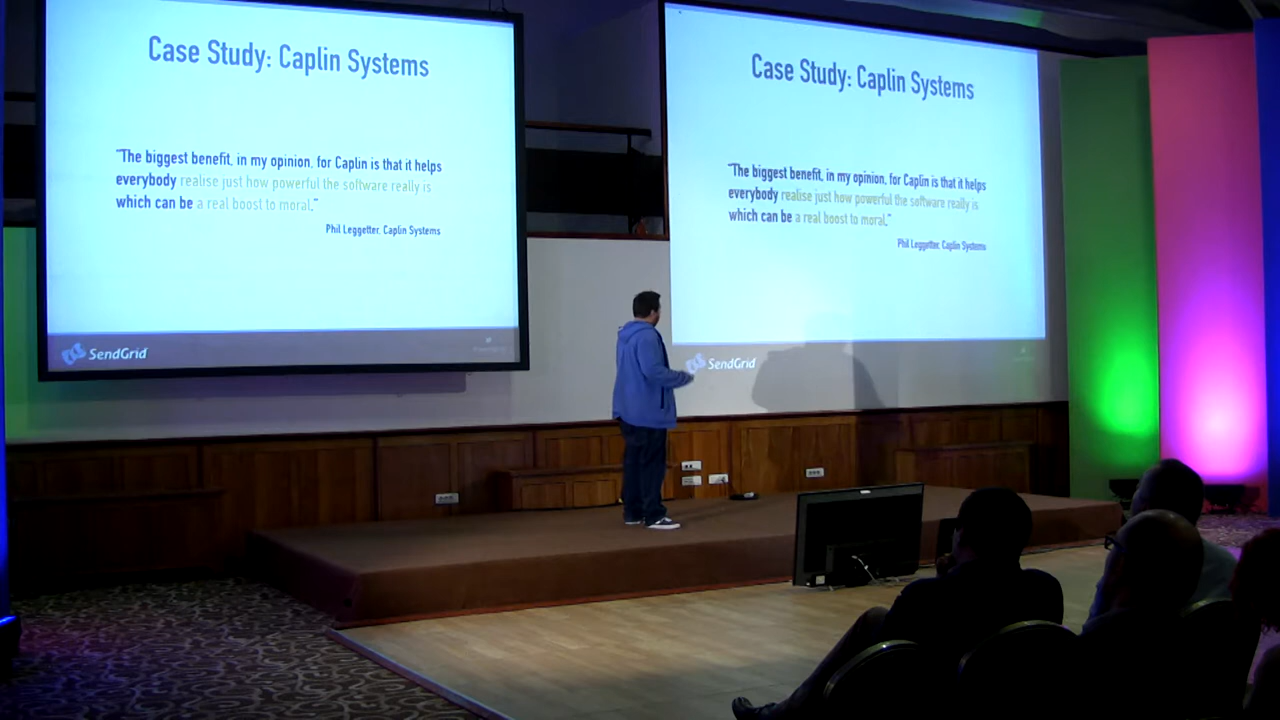 Case Study: Caplin Systems
"The biggest benefit, in my opinion, for Caplin is that it helps
everybody realise just how powerful the software really is
which can be a real boost to moral."
Phil Leggetter, Caplin Systems
SendGrid
Case Study: Caplin Systems
"The biggest benefit, in my opinion, for Caplin is that it helps
everybody realise just how powerful the software really is
which can be a real boost to moral."
Phil Leggetter, Caplin Systems
SendGrid